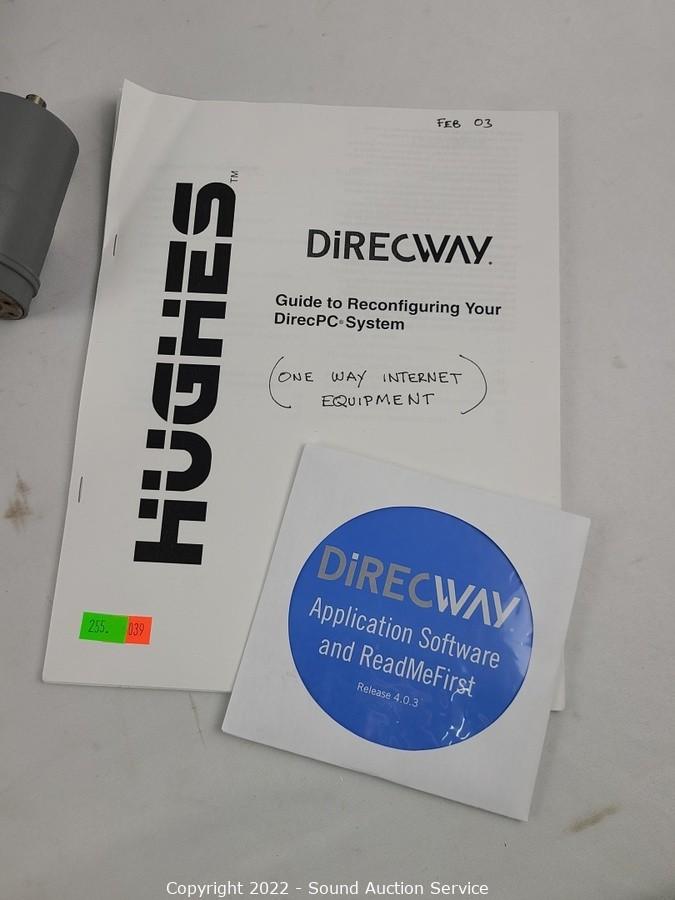 FEB 03
HUGHES™
DiRECWAY®
Guide to Reconfiguring Your
DirecPC® System
(ONE WAY INTERNET
EQUIPMENT)
DiRECWAY
Application Software
and ReadMeFirst
Release 4.0.3
255. 039
Copyright 2022 - Sound Auction Service